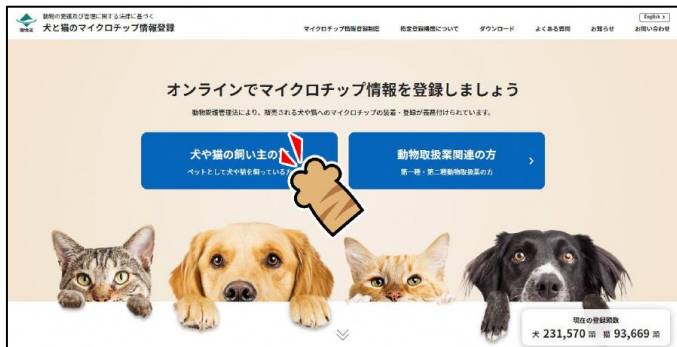 動物の愛護及び管理に関する法律に基づく
犬と猫のマイクロチップ情報登録
環境省
マイクロチップ情報登録制度
指定登録機関について
ダウンロード
よくある質問
お知らせ
English >
お問い合わせ
オンラインでマイクロチップ情報を登録しましょう
動物愛護管理法により、販売される犬や猫へのマイクロチップの装着・登録が義務付けられています。
犬や猫の飼い主の
ペットとして犬や猫を飼っている方
動物取扱業関連の方
第一種・第二種動物取扱業の方
現在の登録頭数
犬 231,570 頭 猫 93,669 頭